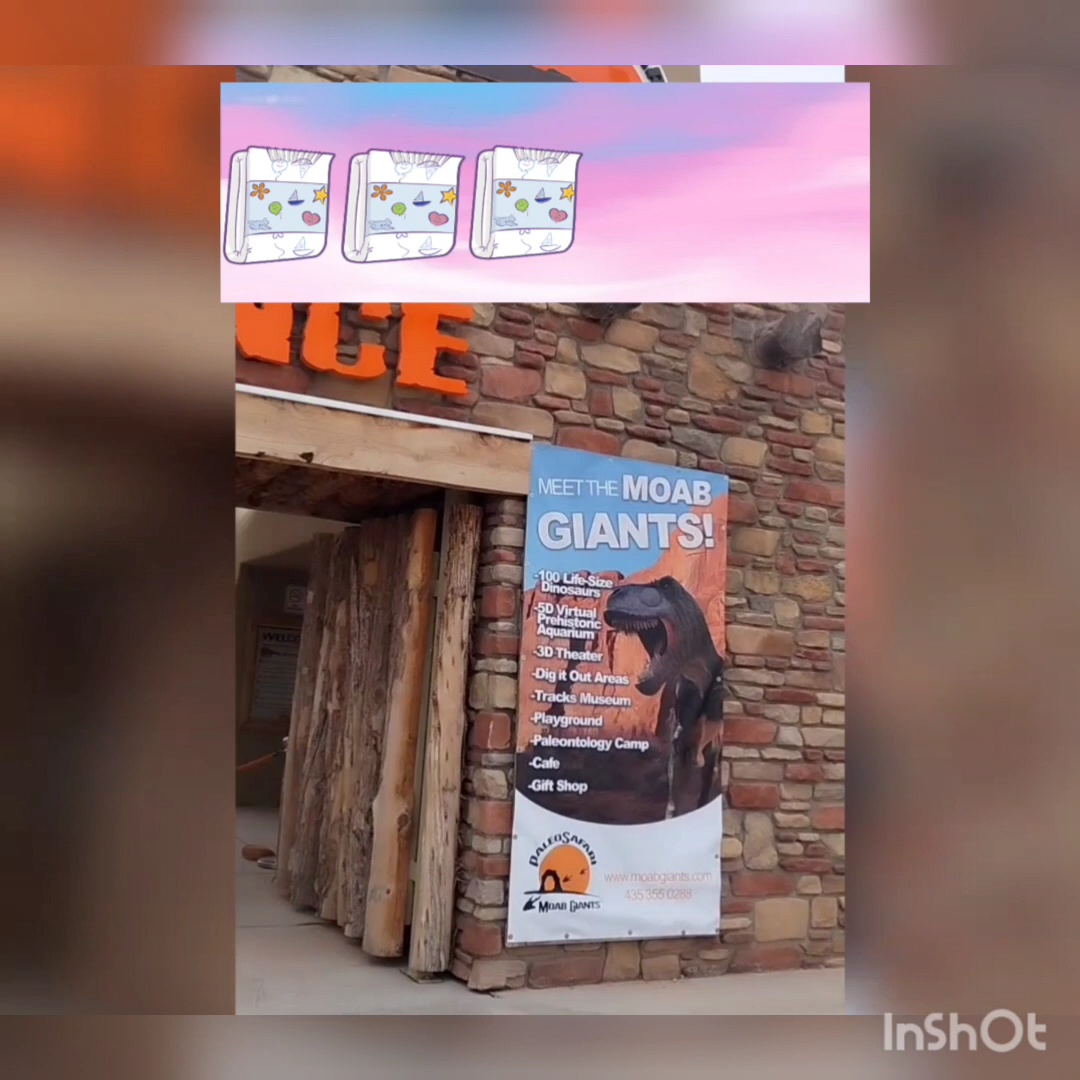 NCE
MEET THE MOAB
GIANTS!
-100 Life-Size
Dinosaurs
-5D Virtual
Prehistoric
Aquarium
-3D Theater
-Dig it Out Areas
-Tracks Museum
-Playground
-Paleontology Camp
-Cafe
-Gift Shop
PALEOSAFARI
MOAB GIANTS
www.moabgiants.com
435 355 0288
InShOt